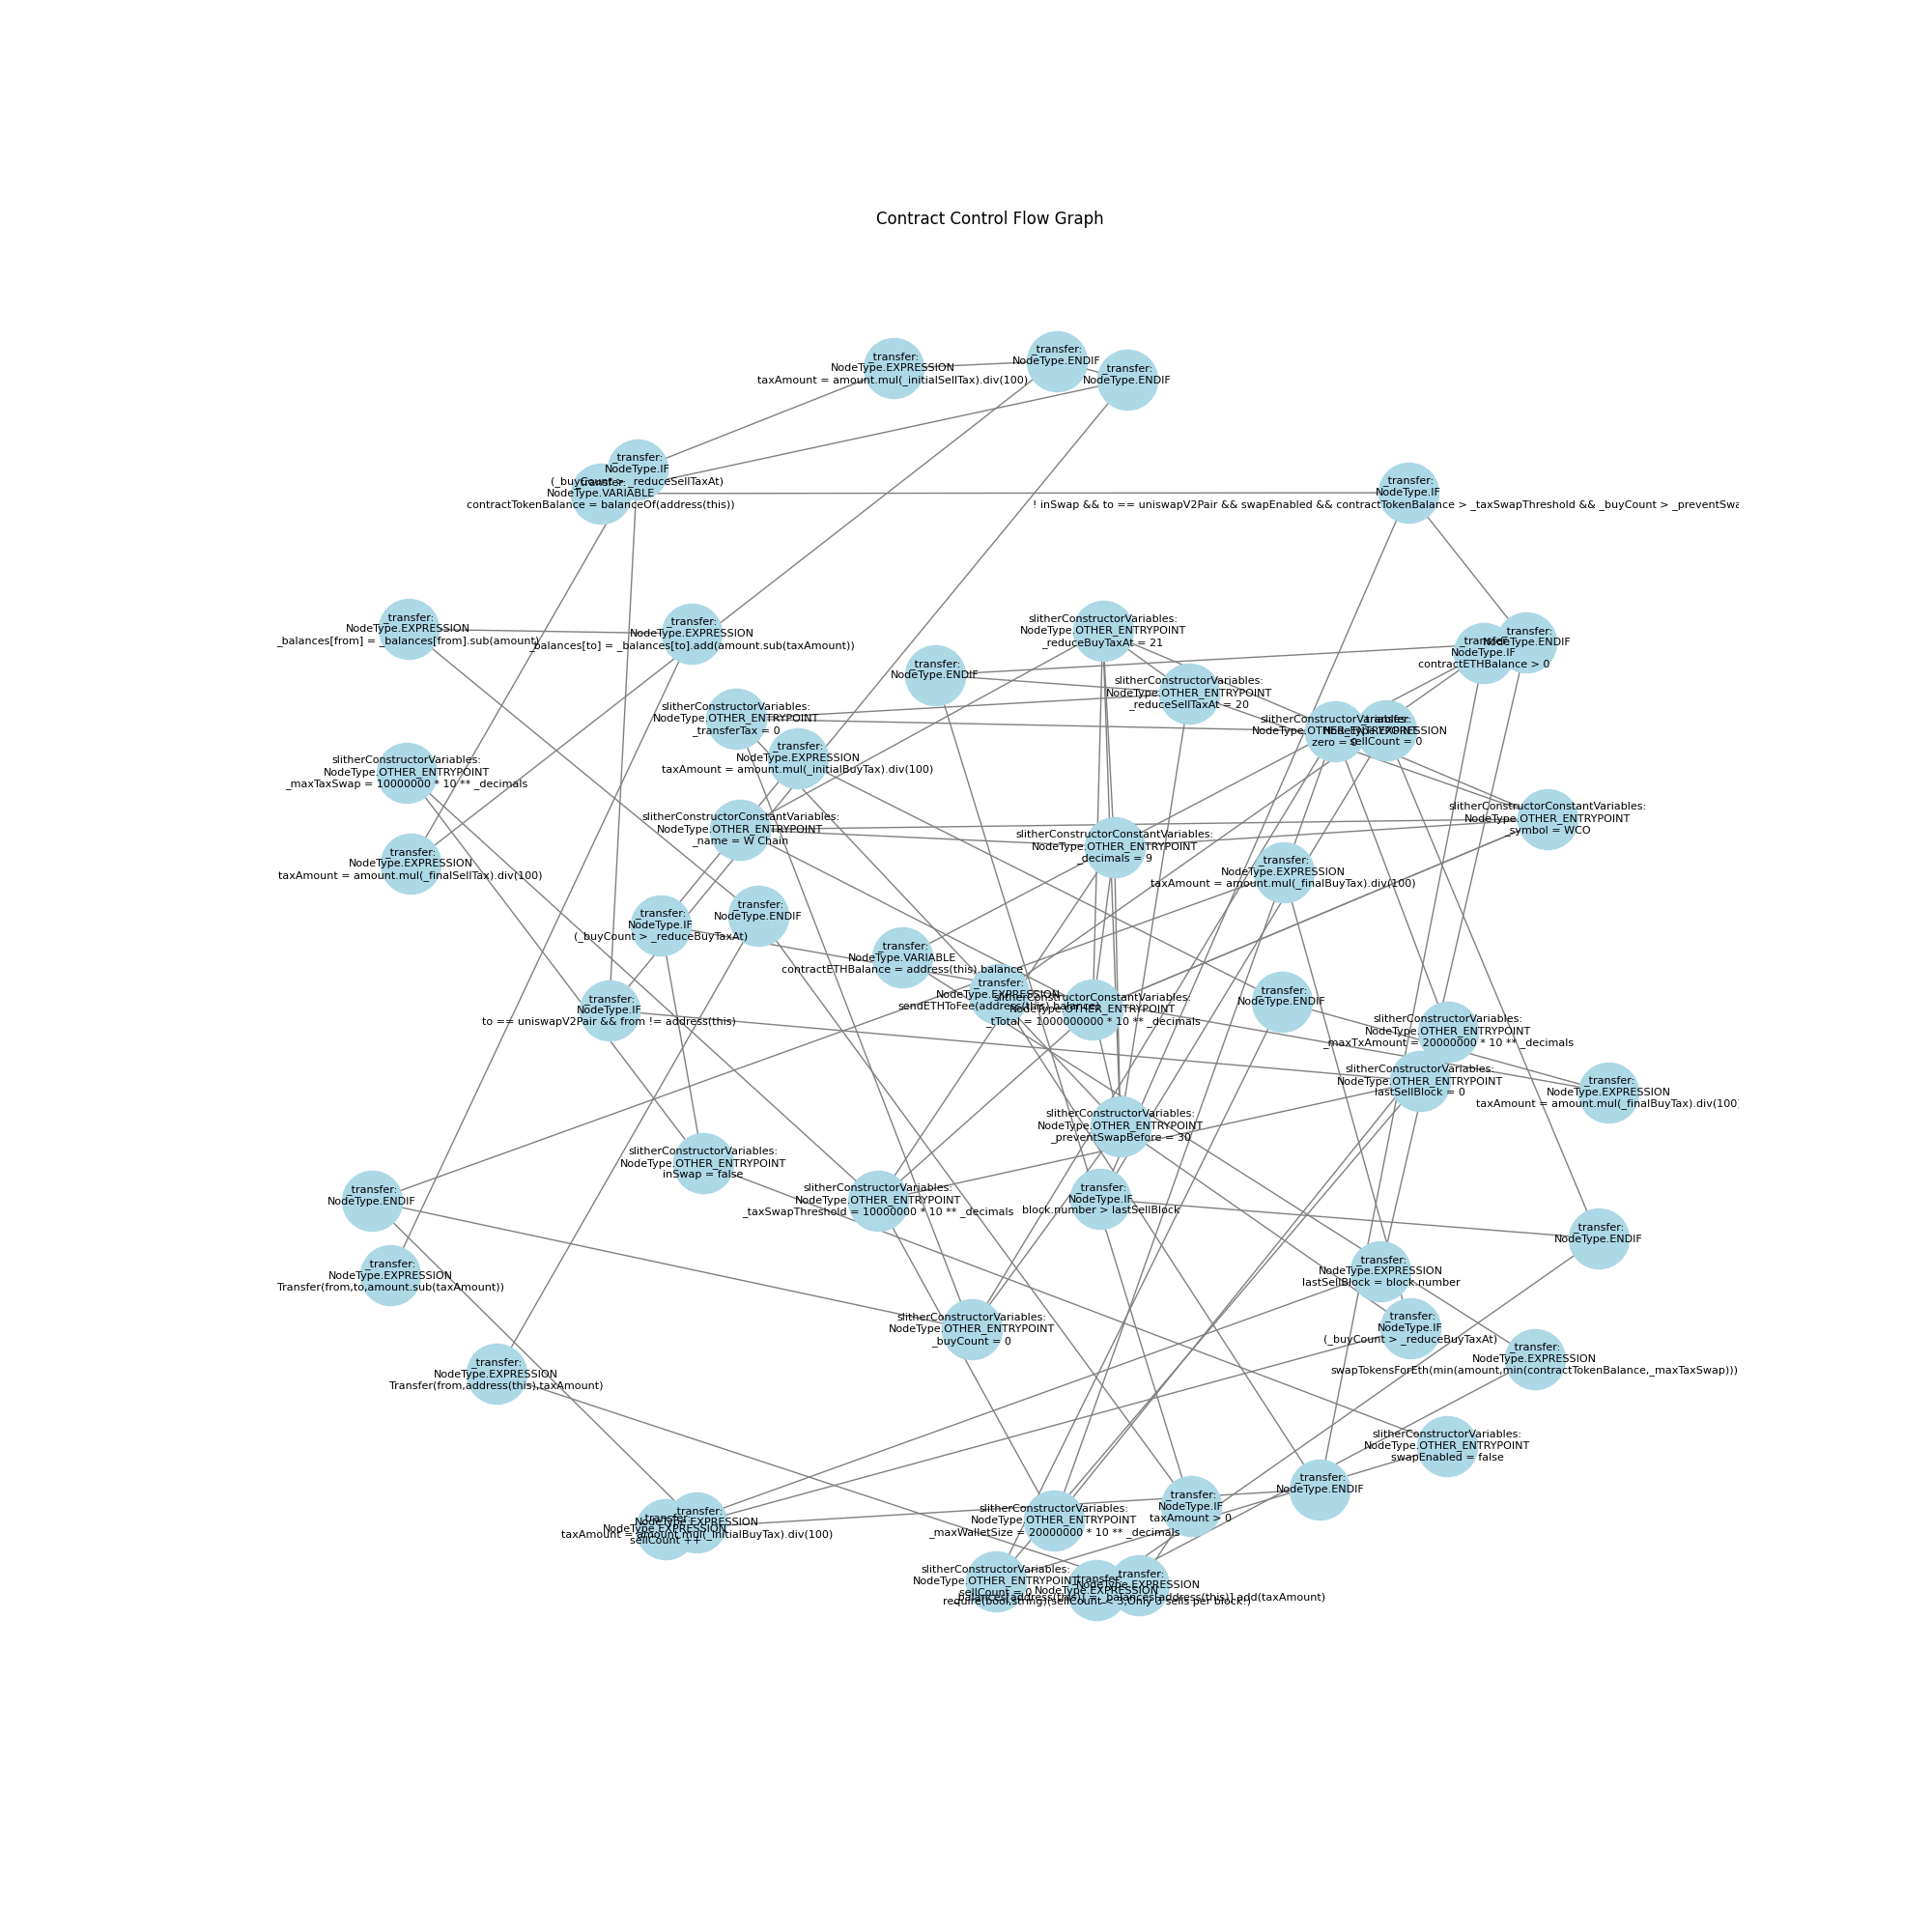 Contract Control Flow Graph
_transfer:
NodeType.ENDIF
_transfer:
NodeType.EXPRESSION
taxAmount = amount.mul(_initialSellTax).div(100)
_transfer:
NodeType.ENDIF
_transfer:
NodeType.IF
(_buyCount > _reduceSellTaxAt)
_transfer:
NodeType.VARIABLE
contractTokenBalance = balanceOf(address(this))
_transfer:
NodeType.IF
! inSwap && to == uniswapV2Pair && swapEnabled && contractTokenBalance > _taxSwapThreshold && _buyCount > _preventSwa
_transfer:
NodeType.EXPRESSION
_balances[from] = _balances[from].sub(amount)
_transfer:
NodeType.EXPRESSION
_balances[to] = _balances[to].add(amount.sub(taxAmount))
slitherConstructorVariables:
NodeType.OTHER_ENTRYPOINT
_reduceBuyTaxAt = 21
_transfer:
NodeType.ENDIF
_transfer:
NodeType.IF
contractETHBalance > 0
_transfer:
NodeType.ENDIF
slitherConstructorVariables:
NodeType.OTHER_ENTRYPOINT
_reduceSellTaxAt = 20
slitherConstructorVariables:
NodeType.OTHER_ENTRYPOINT
_transferTax = 0
slitherConstructorVariables:
NodeType.OTHER_ENTRYPOINT
zero = 0
_transfer:
NodeType.EXPRESSION
sellCount = 0
_transfer:
NodeType.EXPRESSION
taxAmount = amount.mul(_initialBuyTax).div(100)
slitherConstructorVariables:
NodeType.OTHER_ENTRYPOINT
_maxTaxSwap = 10000000 * 10 ** _decimals
slitherConstructorConstantVariables:
NodeType.OTHER_ENTRYPOINT
_name = W Chain
slitherConstructorConstantVariables:
NodeType.OTHER_ENTRYPOINT
_symbol = WCO
slitherConstructorConstantVariables:
NodeType.OTHER_ENTRYPOINT
_decimals = 9
_transfer:
NodeType.EXPRESSION
taxAmount = amount.mul(_finalSellTax).div(100)
_transfer:
NodeType.EXPRESSION
taxAmount = amount.mul(_finalBuyTax).div(100)
_transfer:
NodeType.ENDIF
_transfer:
NodeType.IF
(_buyCount > _reduceBuyTaxAt)
_transfer:
NodeType.VARIABLE
contractETHBalance = address(this).balance
_transfer:
NodeType.EXPRESSION
sendETHToFee(address(this).balance)
slitherConstructorConstantVariables:
NodeType.OTHER_ENTRYPOINT
_tTotal = 1000000000 * 10 ** _decimals
_transfer:
NodeType.ENDIF
_transfer:
NodeType.IF
to == uniswapV2Pair && from != address(this)
slitherConstructorVariables:
NodeType.OTHER_ENTRYPOINT
_maxTxAmount = 20000000 * 10 ** _decimals
slitherConstructorVariables:
NodeType.OTHER_ENTRYPOINT
lastSellBlock = 0
_transfer:
NodeType.EXPRESSION
taxAmount = amount.mul(_finalBuyTax).div(100)
slitherConstructorVariables:
NodeType.OTHER_ENTRYPOINT
_preventSwapBefore = 30
slitherConstructorVariables:
NodeType.OTHER_ENTRYPOINT
inSwap = false
_transfer:
NodeType.ENDIF
slitherConstructorVariables:
NodeType.OTHER_ENTRYPOINT
_taxSwapThreshold = 10000000 * 10 ** _decimals
_transfer:
NodeType.IF
block.number > lastSellBlock
_transfer:
NodeType.ENDIF
_transfer:
NodeType.EXPRESSION
Transfer(from,to,amount.sub(taxAmount))
_transfer:
NodeType.EXPRESSION
lastSellBlock = block.number
slitherConstructorVariables:
NodeType.OTHER_ENTRYPOINT
_buyCount = 0
_transfer:
NodeType.IF
(_buyCount > _reduceBuyTaxAt)
_transfer:
NodeType.EXPRESSION
swapTokensForEth(min(amount,min(contractTokenBalance,_maxTaxSwap)))
_transfer:
NodeType.EXPRESSION
Transfer(from,address(this),taxAmount)
slitherConstructorVariables:
NodeType.OTHER_ENTRYPOINT
swapEnabled = false
_transfer:
NodeType.ENDIF
_transfer:
NodeType.IF
taxAmount > 0
_transfer:
NodeType.EXPRESSION
taxAmount = amount.mul(_initialBuyTax).div(100)
_transfer:
NodeType.EXPRESSION
sellCount ++
slitherConstructorVariables:
NodeType.OTHER_ENTRYPOINT
_maxWalletSize = 20000000 * 10 ** _decimals
slitherConstructorVariables:
NodeType.OTHER_ENTRYPOINT
sellCount = 0
_transfer:
NodeType.EXPRESSION
_balances[address(this)] = _balances[address(this)].add(taxAmount)
_transfer:
NodeType.EXPRESSION
require(bool,string)(sellCount < 3,Only 3 sells per block!)